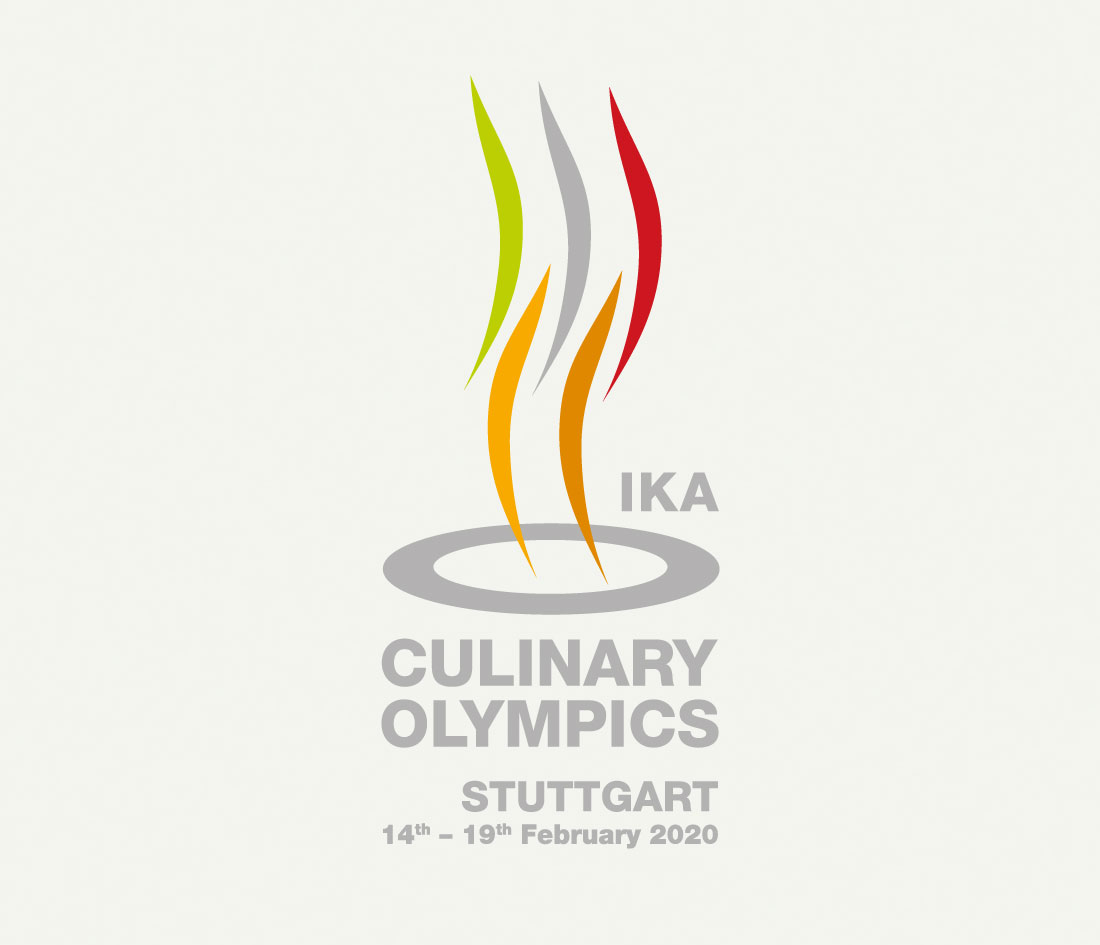 IKA
CULINARY
OLYMPICS
STUTTGART
14th – 19th February 2020